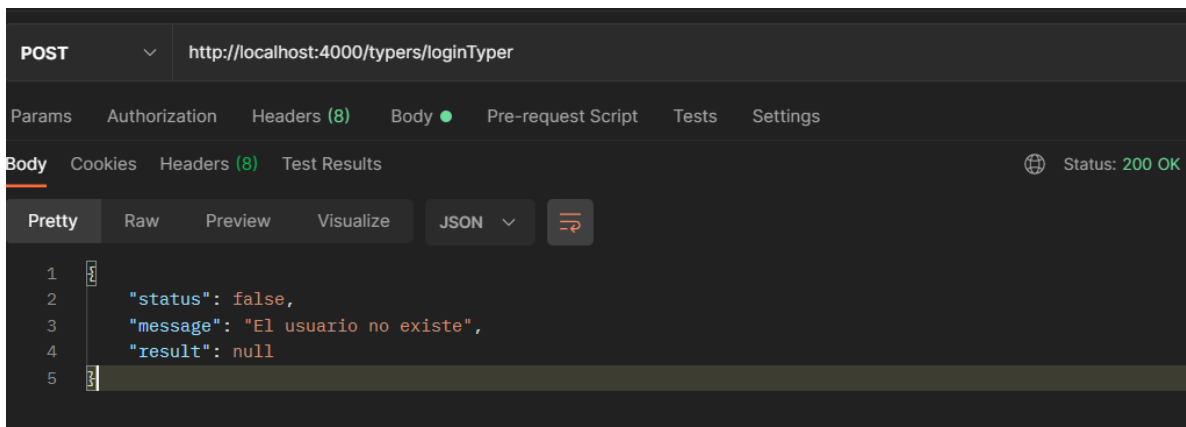 POST http://localhost:4000/typers/loginTyper
Params Authorization Headers (8) Body Pre-request Script Tests Settings
Body Cookies Headers (8) Test Results Status: 200 OK
Pretty Raw Preview Visualize JSON
1 {
2 "status": false,
3 "message": "El usuario no existe",
4 "result": null
5 }